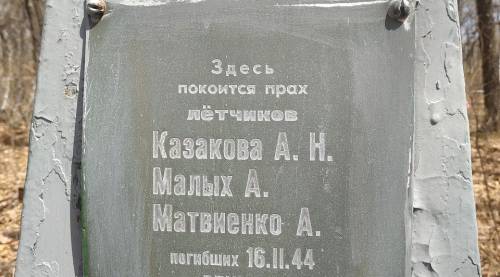 Здесь
покоится прах
лётчиков
Казакова А. Н.
Малых А.
Матвиенко А.
погибших 16.II.44